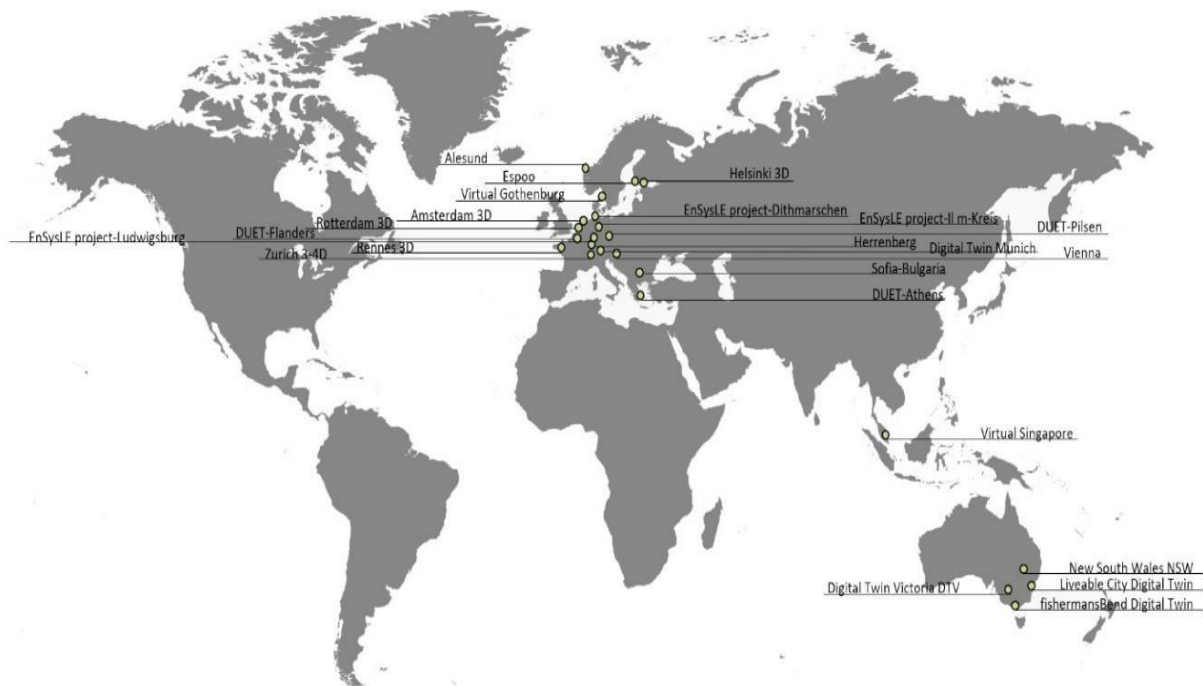 Alesund
Espoo
Helsinki 3D
Virtual Gothenburg
EnSysLE project-Dithmarschen
Amsterdam 3D
EnSysLE project-Il m-Kreis
Rotterdam 3D
DUET-Pilsen
DUET-Flanders
EnSysLE project-Ludwigsburg
Rennes 3D
Herrenberg
Zurich 3-4D
Digital Twin Munich
Vienna
Sofia-Bulgaria
DUET-Athens
Virtual Singapore
New South Wales NSW
Digital Twin Victoria DTV
Liveable City Digital Twin
fishermansBend Digital Twin